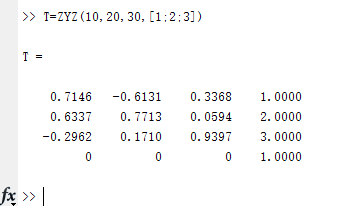 >> T=ZYZ(10,20,30,[1;2;3])
T =
0.7146 -0.6131 0.3368 1.0000
0.6337 0.7713 0.0594 2.0000
-0.2962 0.1710 0.9397 3.0000
0 0 0 1.0000
fx >>